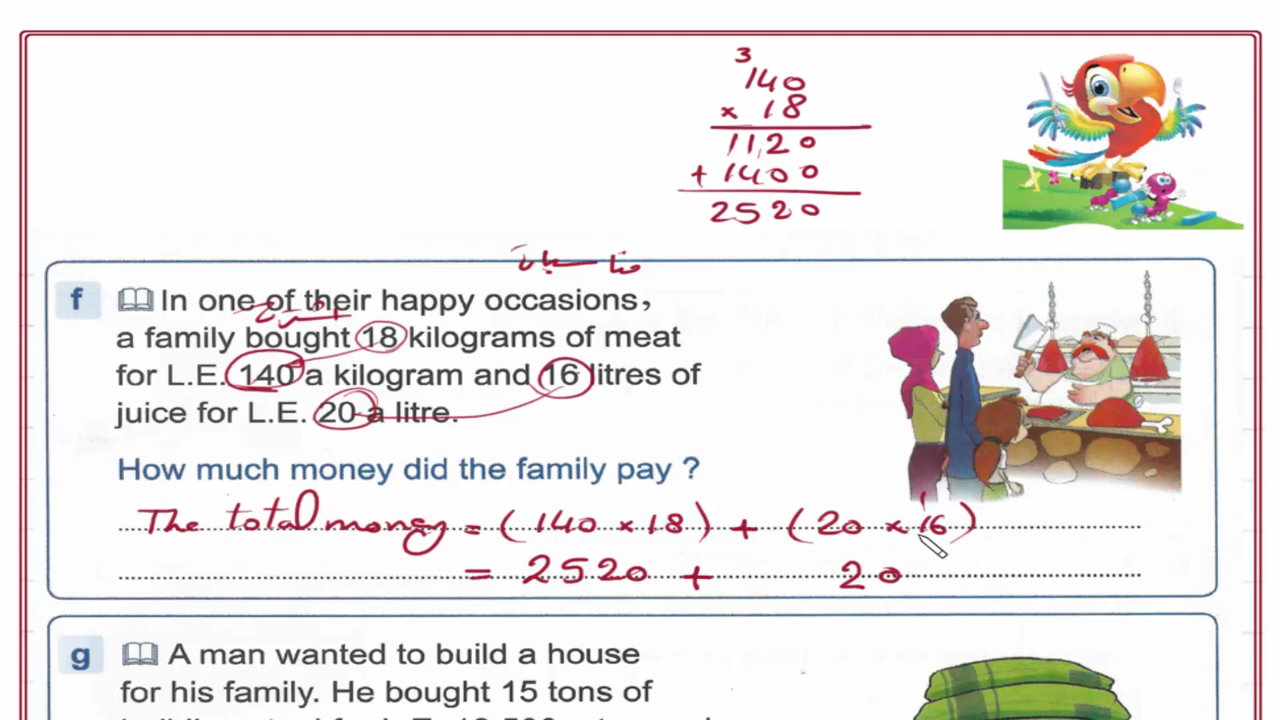 3
140
× 18
1120
+ 1400
2520
f In one of their happy occasions,
a family bought 18 kilograms of meat
for L.E. 140 a kilogram and 16 litres of
juice for L.E. 20 a litre.
How much money did the family pay ?
The total money = (140 × 18) + (20 × 16)
= 2520 + 20
g A man wanted to build a house
for his family. He bought 15 tons of